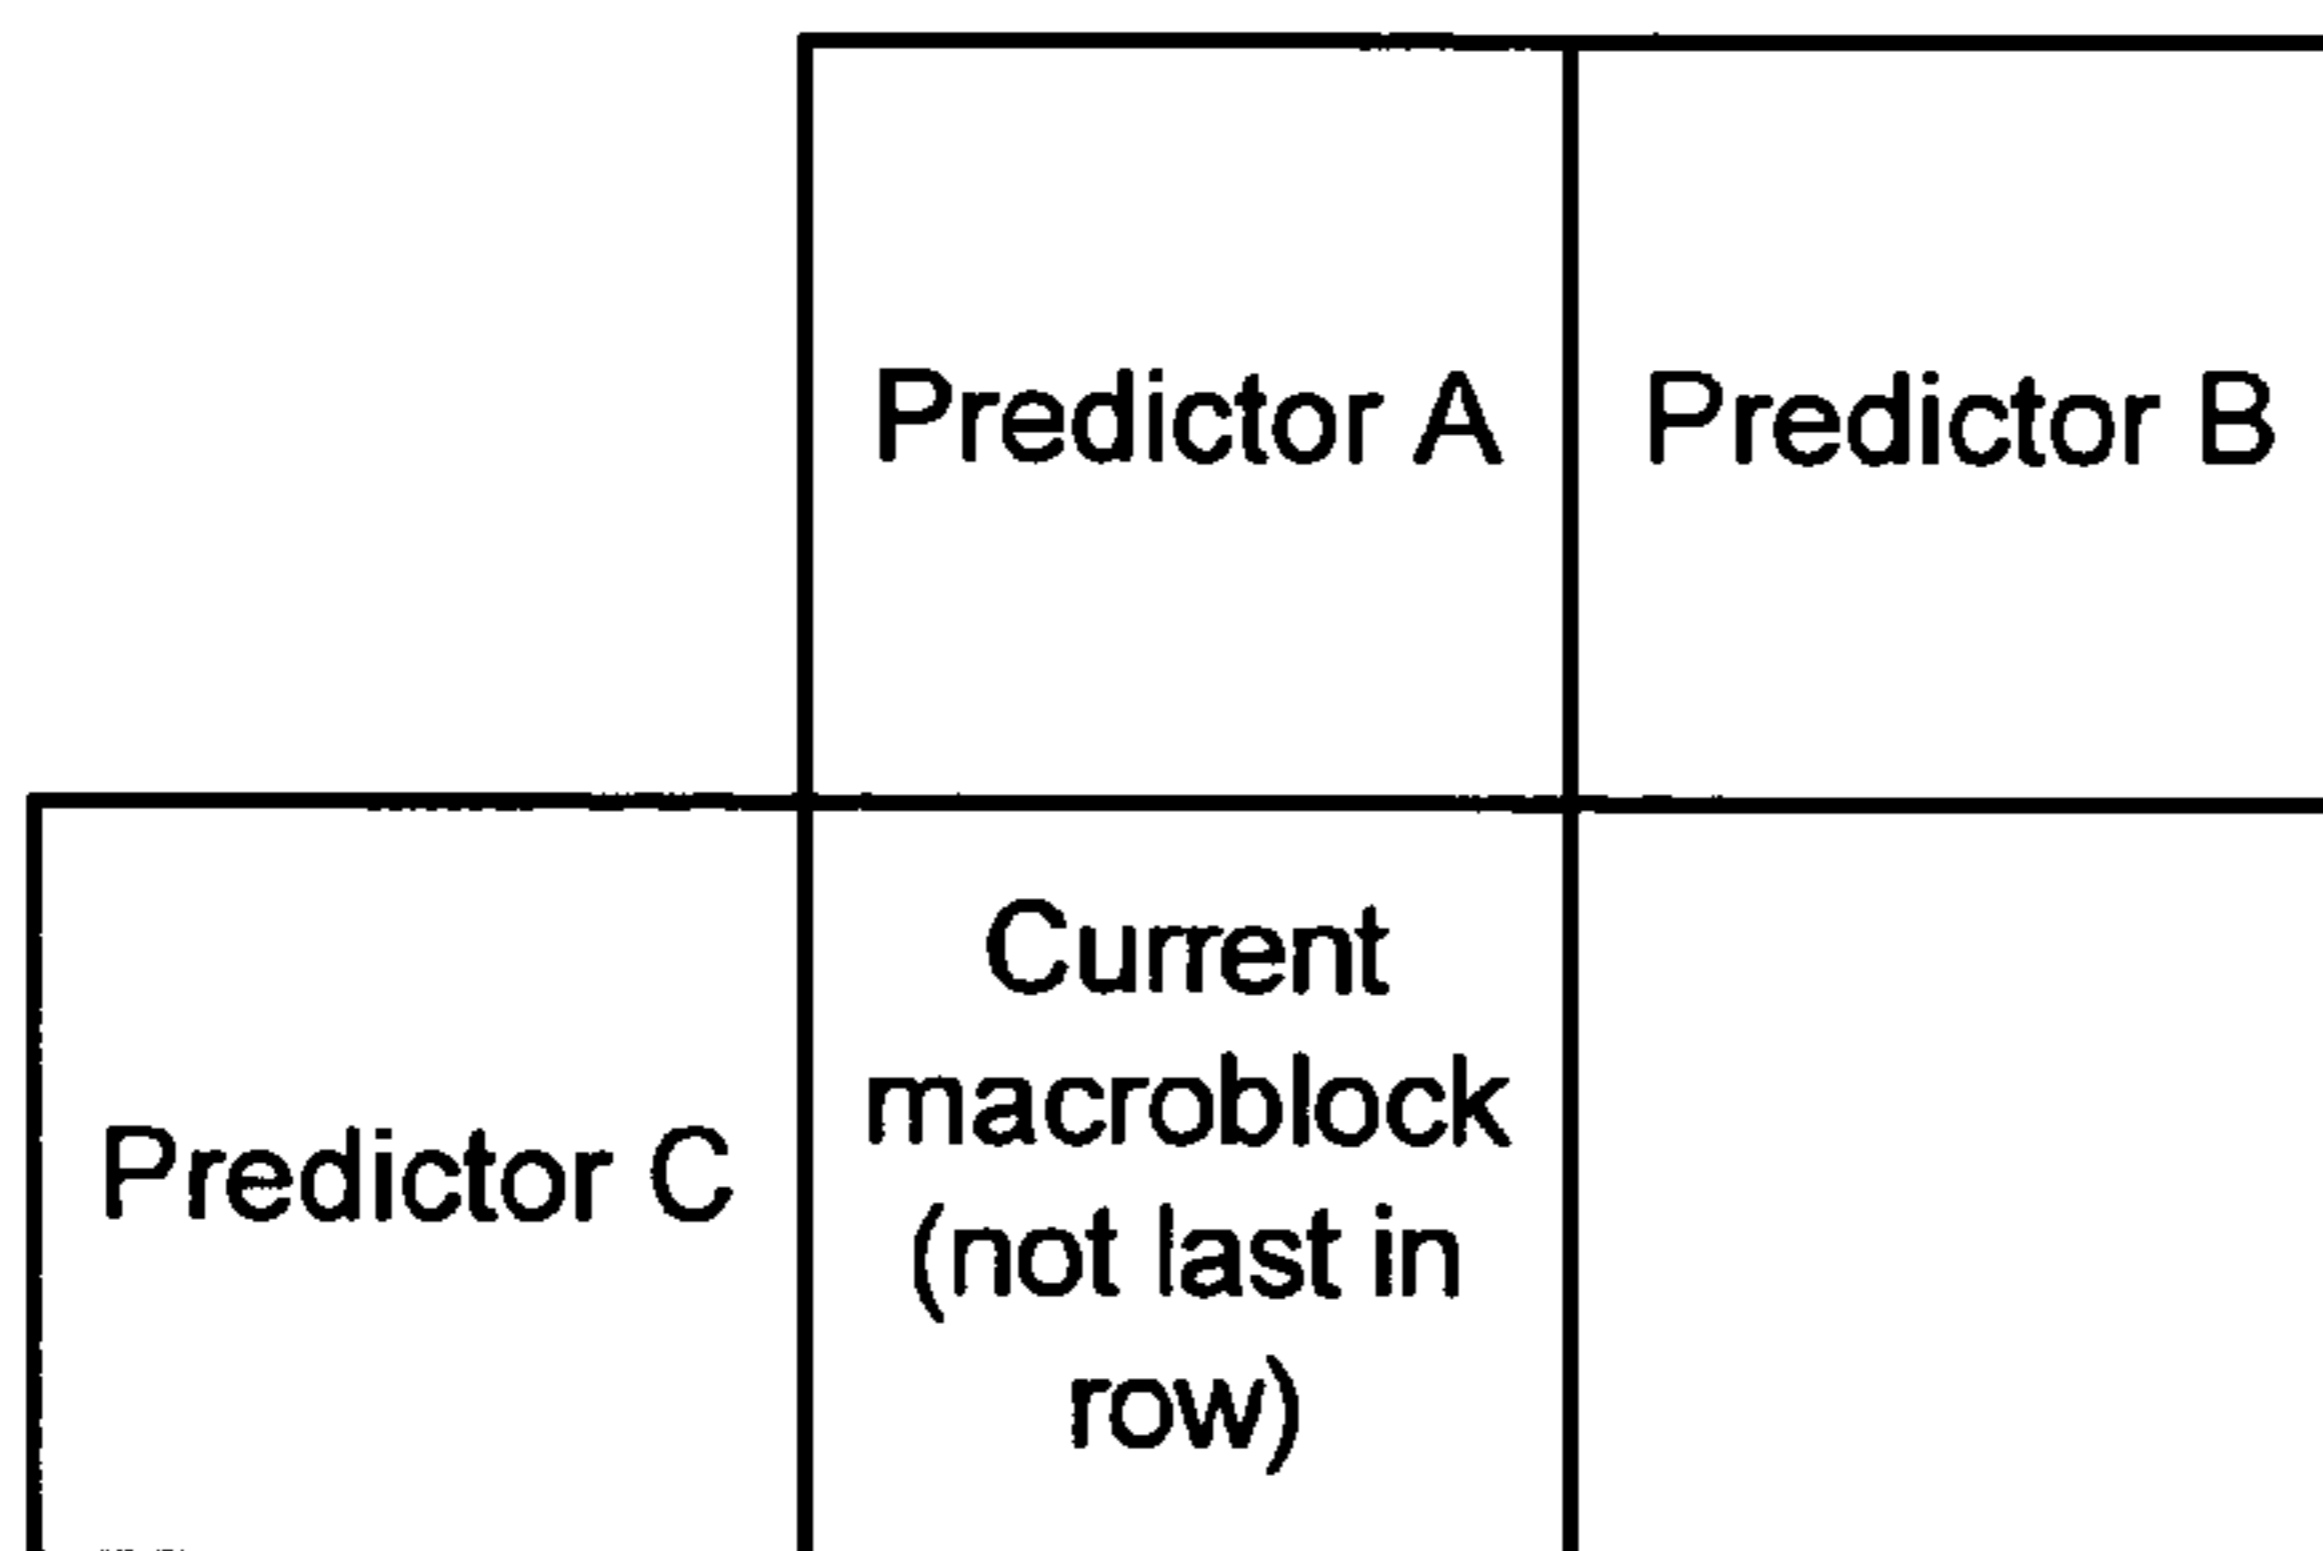 Predictor A
Predictor B
Predictor C
Current
macroblock
(not last in
row)